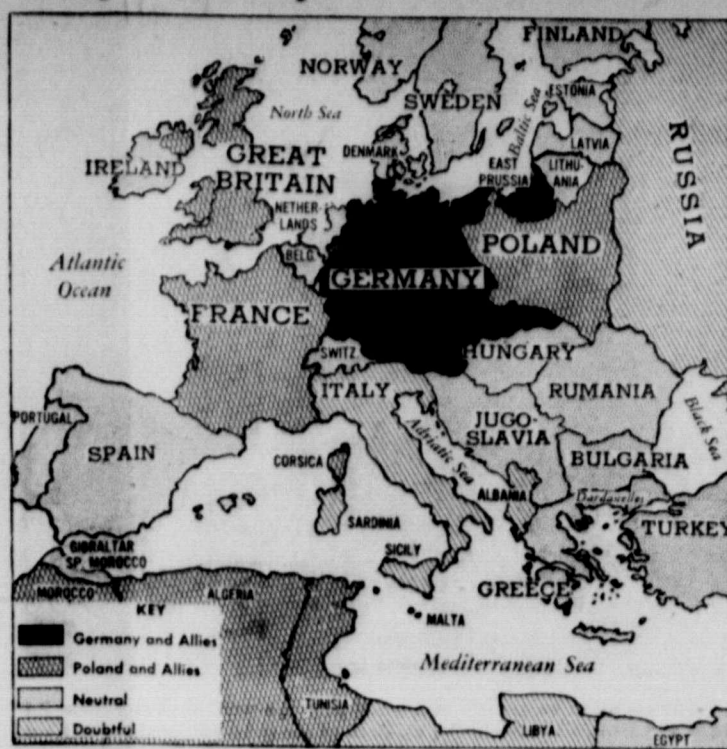 FINLAND
NORWAY
SWEDEN
North Sea
Baltic Sea
ESTONIA
LATVIA
LITHU-
ANIA
RUSSIA
DENMARK
EAST
PRUSSIA
IRELAND
GREAT
BRITAIN
NETHER-
LANDS
BELG.
POLAND
Atlantic
Ocean
GERMANY
FRANCE
SWITZ.
HUNGARY
ITALY
RUMANIA
JUGO-
SLAVIA
Adriatic Sea
Black Sea
PORTUGAL
SPAIN
CORSICA
BULGARIA
ALBANIA
Dardanelles
SARDINIA
TURKEY
GIBRALTAR
SP. MOROCCO
SICILY
GREECE
MOROCCO
ALGERIA
MALTA
Mediterranean Sea
TUNISIA
LIBYA
EGYPT
KEY
Germany and Allies
Poland and Allies
Neutral
Doubtful